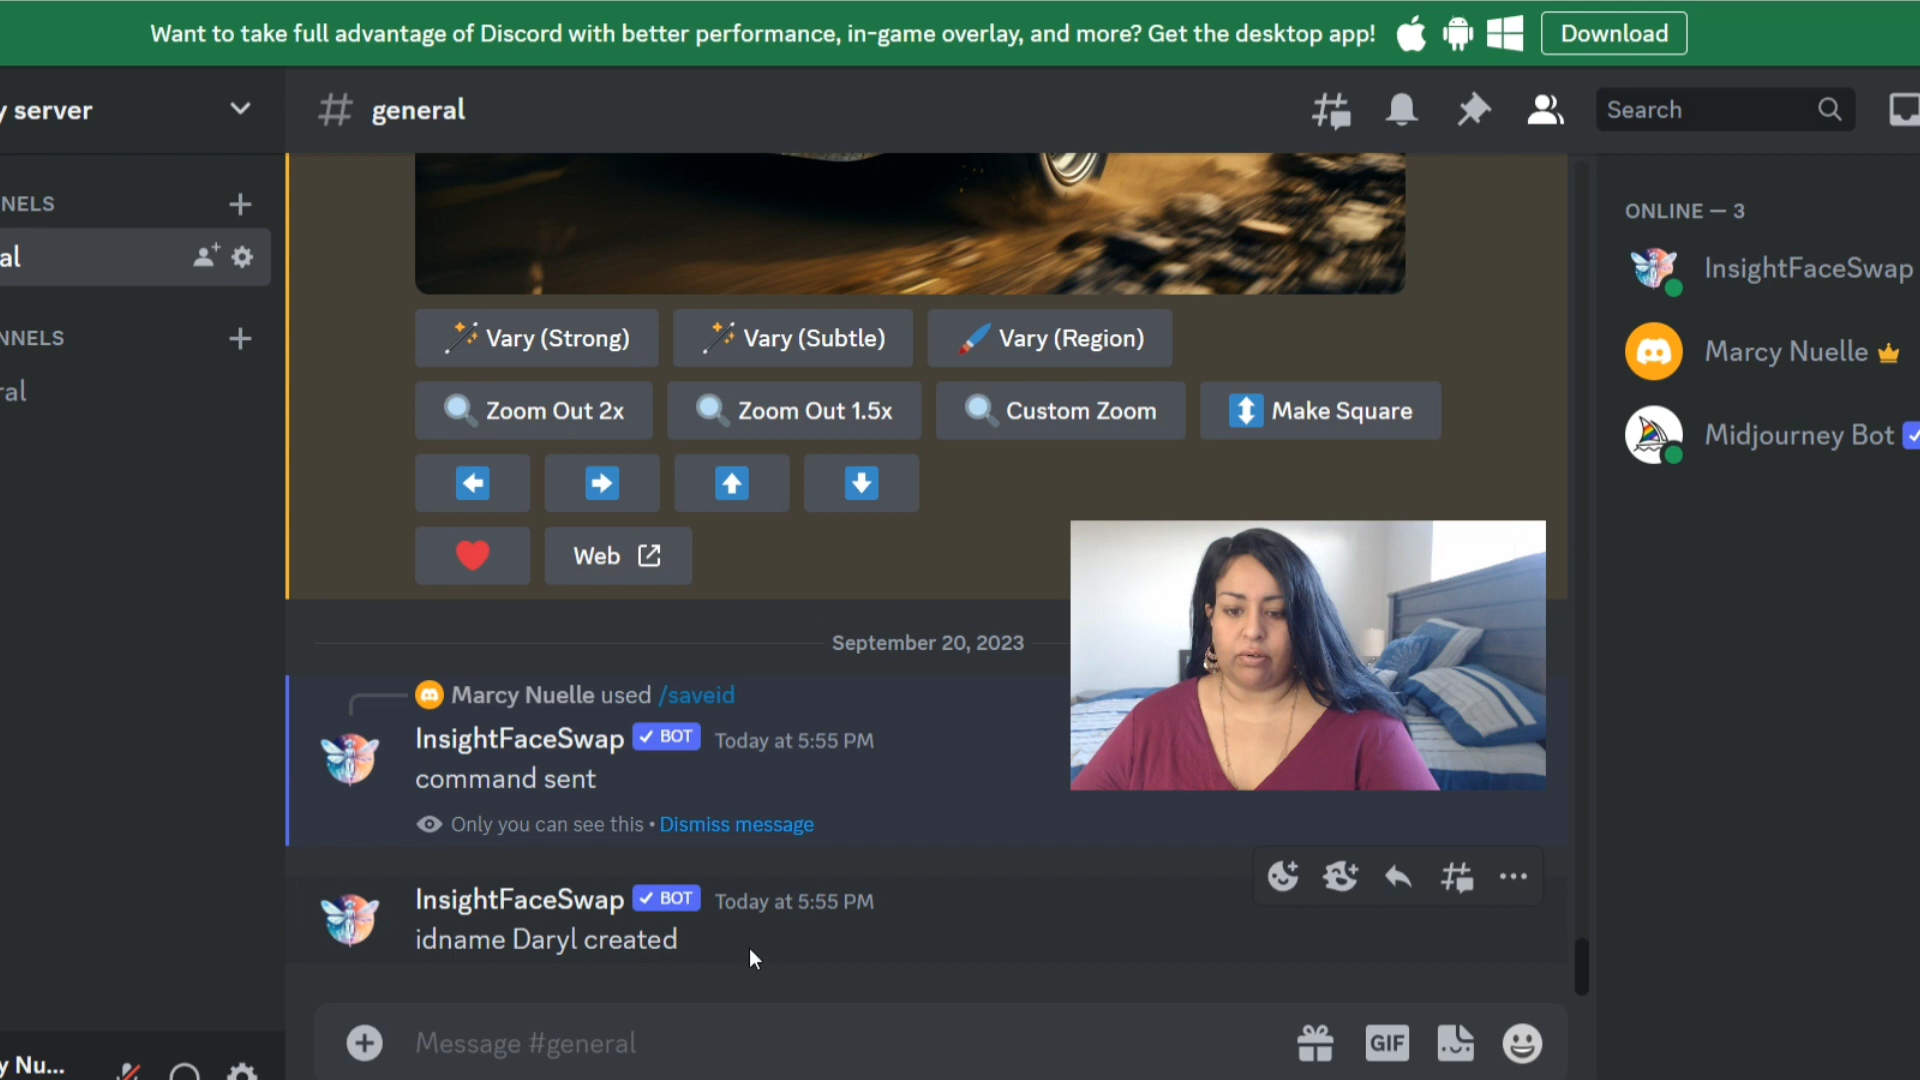 Want to take full advantage of Discord with better performance, in-game overlay, and more? Get the desktop app! Download
y server
# general
Search
NELS
al
NNELS
ral
Vary (Strong) Vary (Subtle) Vary (Region)
Zoom Out 2x Zoom Out 1.5x Custom Zoom Make Square
Web
September 20, 2023
Marcy Nuelle used /saveid
InsightFaceSwap ✓ BOT Today at 5:55 PM
command sent
Only you can see this • Dismiss message
InsightFaceSwap ✓ BOT Today at 5:55 PM
idname Daryl created
Message #general
GIF
y Nu...
ONLINE — 3
InsightFaceSwap
Marcy Nuelle
Midjourney Bot